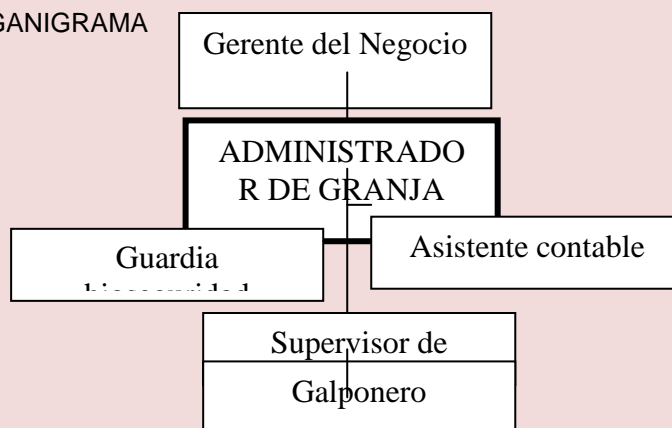 GANIGRAMA
Gerente del Negocio
ADMINISTRADO
R DE GRANJA
Asistente contable
Guardia
Supervisor de
Galponero